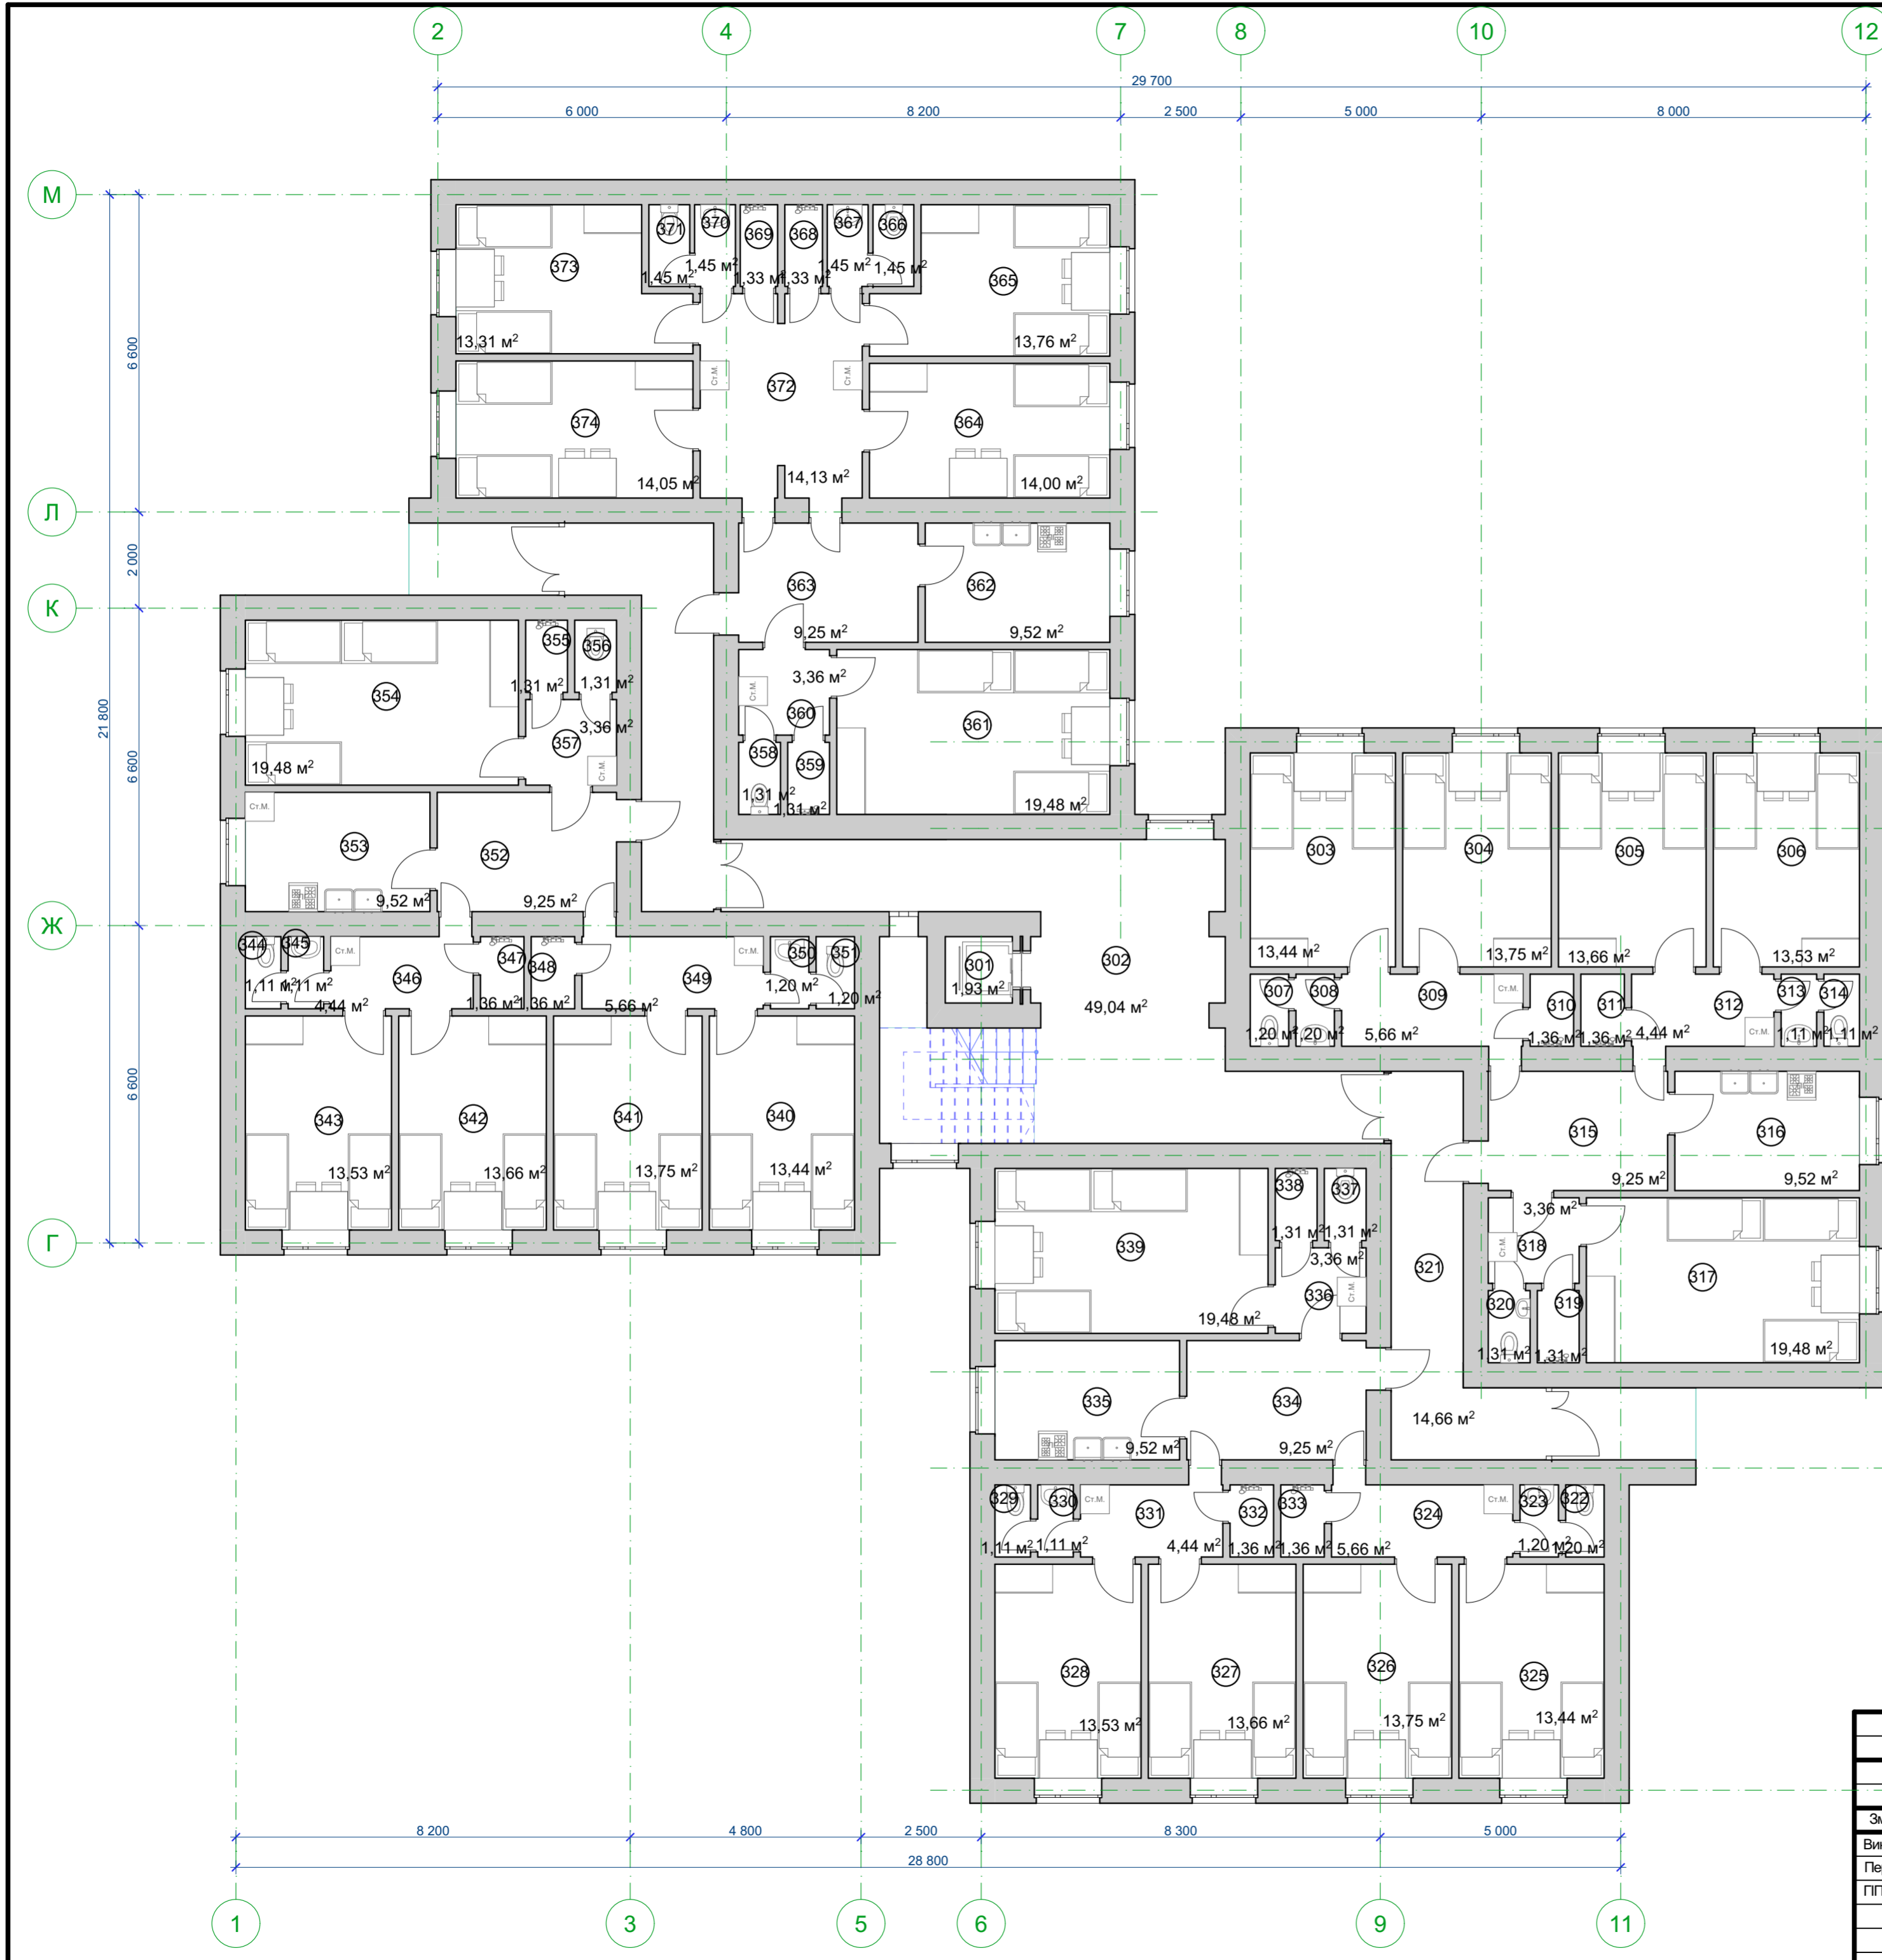 2
4
7
8
10
12
29 700
6 000
8 200
2 500
5 000
8 000
М
Л
К
Ж
Г
21 800
6 600
2 000
6 600
6 600
371
370
369
368
367
366
373
365
1,45 м²
1,45 м²
1,33 м²
1,33 м²
1,45 м²
1,45 м²
13,31 м²
13,76 м²
Ст.М.
372
Ст.М.
374
364
14,05 м²
14,13 м²
14,00 м²
363
362
9,25 м²
9,52 м²
355
356
354
1,31 м²
1,31 м²
3,36 м²
357
19,48 м²
Ст.М.
3,36 м²
Ст.М.
360
361
358
359
1,31 м²
1,31 м²
19,48 м²
Ст.М.
353
352
9,52 м²
9,25 м²
303
304
305
306
13,44 м²
13,75 м²
13,66 м²
13,53 м²
344
345
Ст.М.
346
347
348
349
Ст.М.
350
351
1,11 м²
1,11 м²
4,44 м²
1,36 м²
1,36 м²
5,66 м²
1,20 м²
1,20 м²
301
1,93 м²
302
49,04 м²
307
308
309
Ст.М.
310
311
312
313
314
1,20 м²
1,20 м²
5,66 м²
1,36 м²
1,36 м²
4,44 м²
Ст.М.
1,11 м²
1,11 м²
343
342
341
340
13,53 м²
13,66 м²
13,75 м²
13,44 м²
315
316
9,25 м²
9,52 м²
338
337
339
1,31 м²
1,31 м²
3,36 м²
336
Ст.М.
19,48 м²
321
3,36 м²
318
Ст.М.
317
320
319
1,31 м²
1,31 м²
19,48 м²
335
334
9,52 м²
9,25 м²
14,66 м²
329
330
Ст.М.
331
332
333
324
Ст.М.
323
322
1,11 м²
1,11 м²
4,44 м²
1,36 м²
1,36 м²
5,66 м²
1,20 м²
1,20 м²
328
327
326
325
13,53 м²
13,66 м²
13,75 м²
13,44 м²
8 200
4 800
2 500
8 300
5 000
28 800
1
3
5
6
9
11